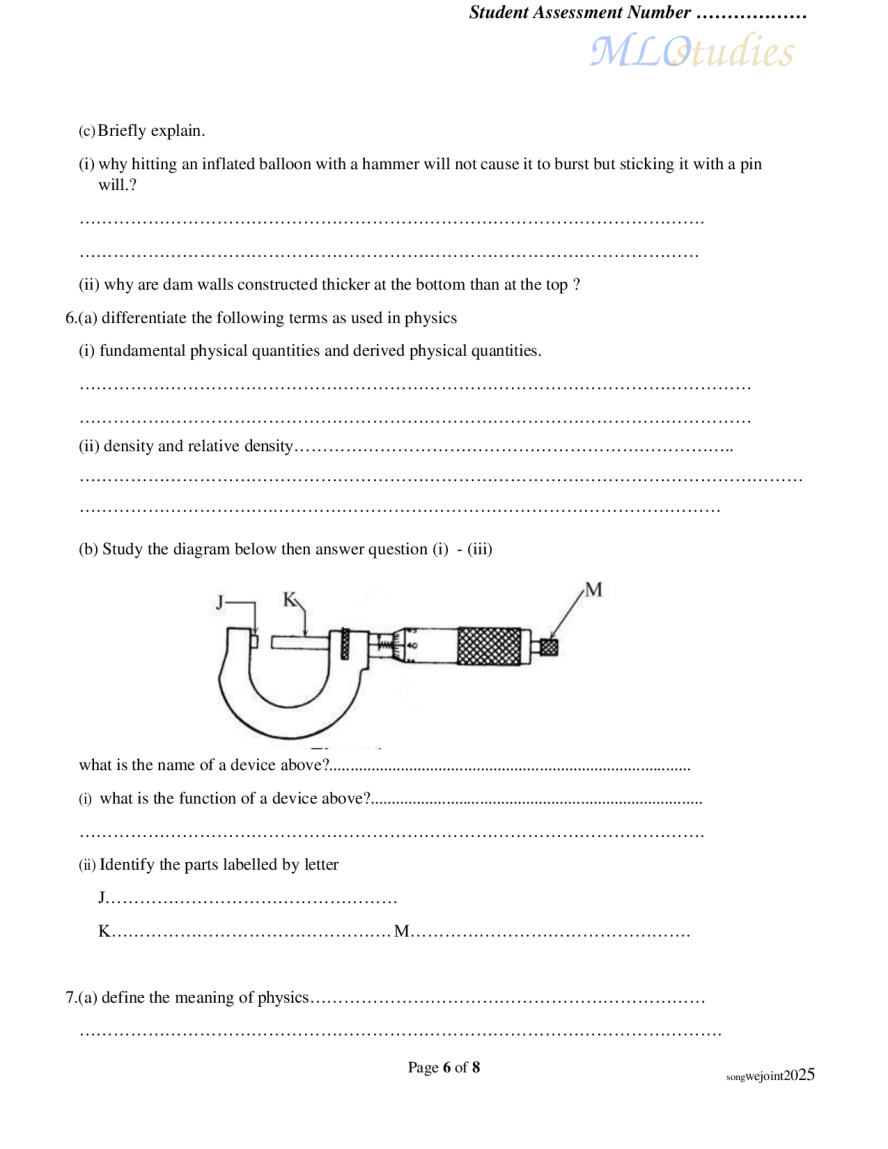 Student Assessment Number ………………
MLOStudies
(c) Briefly explain.
(i) why hitting an inflated balloon with a hammer will not cause it to burst but sticking it with a pin
will.?
………………………………………………………………………………………………
………………………………………………………………………………………………
(ii) why are dam walls constructed thicker at the bottom than at the top ?
6.(a) differentiate the following terms as used in physics
(i) fundamental physical quantities and derived physical quantities.
………………………………………………………………………………………………………
………………………………………………………………………………………………………
(ii) density and relative density…………………………………………………………………..
………………………………………………………………………………………………………………
…………………………………………………………………………………………………
(b) Study the diagram below then answer question (i) - (iii)
J K M
40
what is the name of a device above?......................................................................................
(i) what is the function of a device above?...............................................................................
………………………………………………………………………………………………
(ii) Identify the parts labelled by letter
J……………………………………………
K…………………………………………. M………………………………………….
7.(a) define the meaning of physics……………………………………………………………
…………………………………………………………………………………………………
Page 6 of 8
songwejoint2025